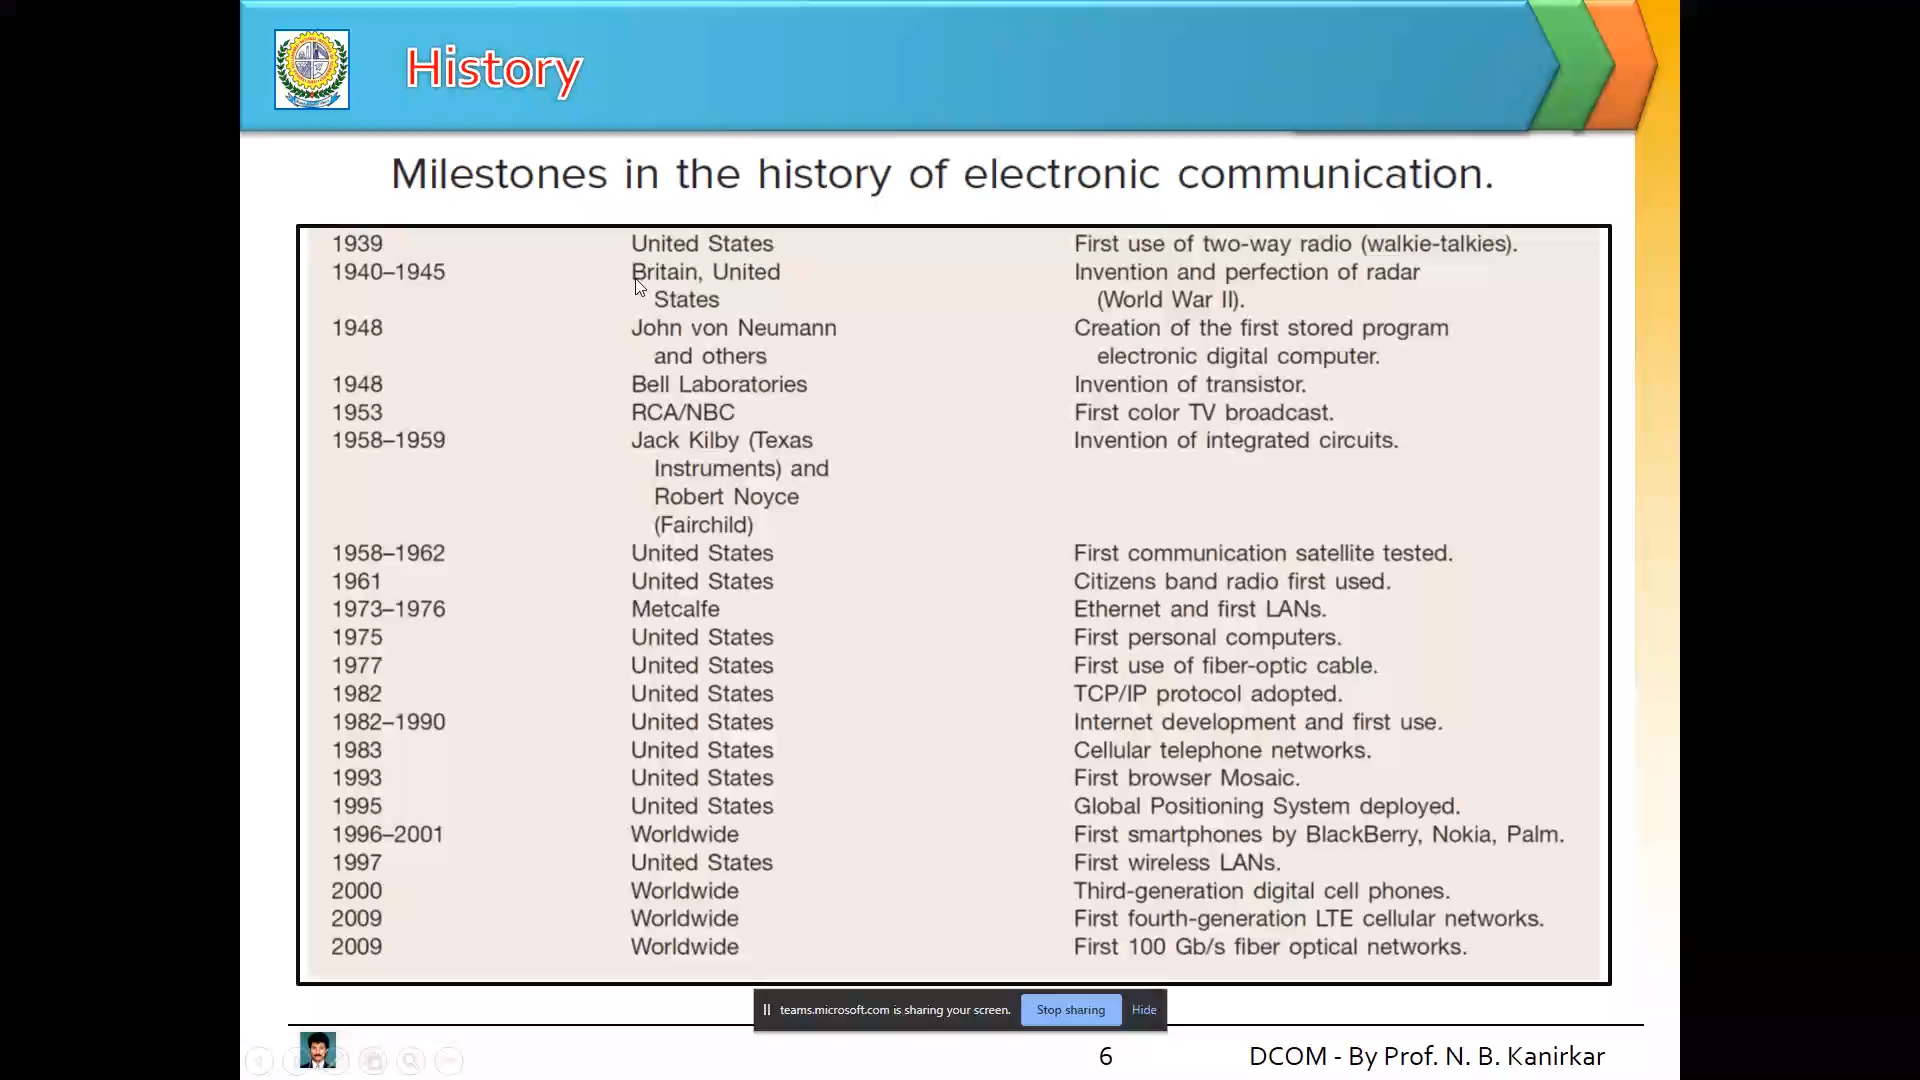 History
Milestones in the history of electronic communication.
1939 United States First use of two-way radio (walkie-talkies).
1940–1945 Britain, United Invention and perfection of radar
States (World War II).
1948 John von Neumann Creation of the first stored program
and others electronic digital computer.
1948 Bell Laboratories Invention of transistor.
1953 RCA/NBC First color TV broadcast.
1958–1959 Jack Kilby (Texas Invention of integrated circuits.
Instruments) and
Robert Noyce
(Fairchild)
1958–1962 United States First communication satellite tested.
1961 United States Citizens band radio first used.
1973–1976 Metcalfe Ethernet and first LANs.
1975 United States First personal computers.
1977 United States First use of fiber-optic cable.
1982 United States TCP/IP protocol adopted.
1982–1990 United States Internet development and first use.
1983 United States Cellular telephone networks.
1993 United States First browser Mosaic.
1995 United States Global Positioning System deployed.
1996–2001 Worldwide First smartphones by BlackBerry, Nokia, Palm.
1997 United States First wireless LANs.
2000 Worldwide Third-generation digital cell phones.
2009 Worldwide First fourth-generation LTE cellular networks.
2009 Worldwide First 100 Gb/s fiber optical networks.
teams.microsoft.com is sharing your screen. Stop sharing Hide
6 DCOM - By Prof. N. B. Kanirkar